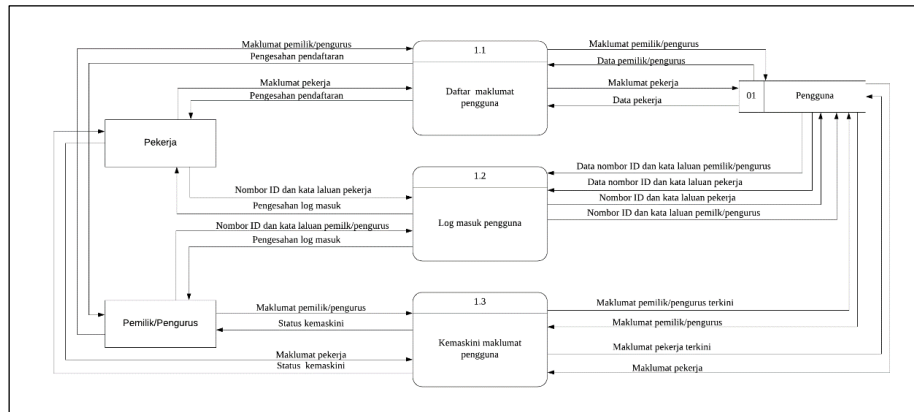 Maklumat pemilik/pengurus
Pengesahan pendaftaran
Maklumat pekerja
Pengesahan pendaftaran
1.1
Daftar maklumat
pengguna
Maklumat pemilik/pengurus
Data pemilik/pengurus
Maklumat pekerja
Data pekerja
01
Pengguna
Pekerja
Nombor ID dan kata laluan pekerja
Pengesahan log masuk
Nombor ID dan kata laluan pemilk/pengurus
Pengesahan log masuk
1.2
Log masuk pengguna
Data nombor ID dan kata laluan pemilik/pengurus
Data nombor ID dan kata laluan pekerja
Nombor ID dan kata laluan pekerja
Nombor ID dan kata laluan pemilk/pengurus
Pemilik/Pengurus
Maklumat pemilik/pengurus
Status kemaskini
Maklumat pekerja
Status kemaskini
1.3
Kemaskini maklumat
pengguna
Maklumat pemilik/pengurus terkini
Maklumat pemilik/pengurus
Maklumat pekerja terkini
Maklumat pekerja